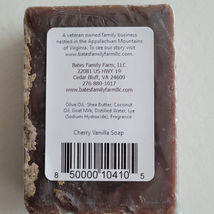 A veteran owned family business
nestled in the Appalachian Mountains
of Virginia. To see our story visit
www.batesfamilyfarmllc.com
Bates Family Farm, LLC
22081 US HWY 19
Cedar Bluff, VA 24609
276-880-1017
www.batesfamilyfarmllc.com
Olive Oil, Shea Butter, Coconut
Oil, Goat Milk, Distilled Water, Lye
(Sodium Hydroxide), Fragrance
Cherry Vanilla Soap
8 50000 10410 5